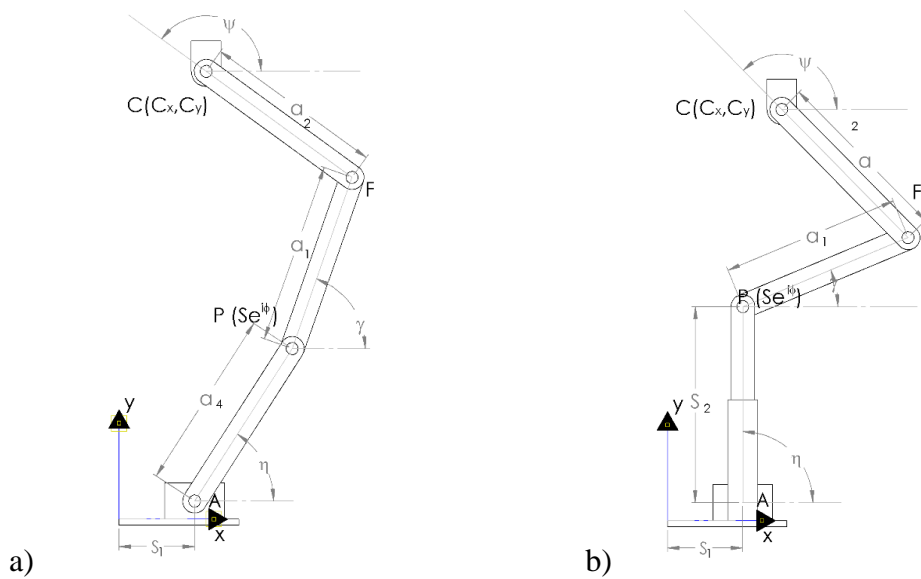 ψ
C(Cx,Cy)
a2
F
a1
P (Se^iϕ)
γ
a4
y
η
A
x
S1
a)
ψ
C(Cx,Cy)
2
a
F
a1
P (Se^iϕ)
γ
S2
y
η
A
x
S1
b)